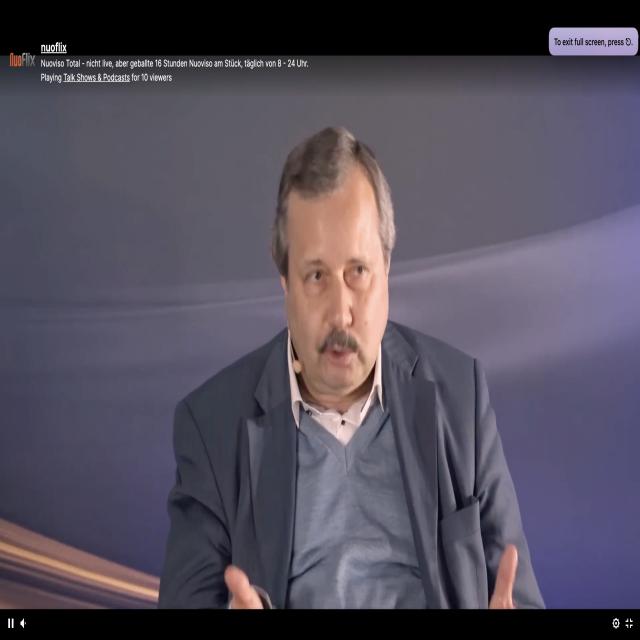 nuoflix
To exit full screen, press ⎋.
NuoFlix
Nuoviso Total - nicht live, aber geballte 16 Stunden Nuoviso am Stück, täglich von 8 - 24 Uhr.
Playing Talk Shows & Podcasts for 10 viewers